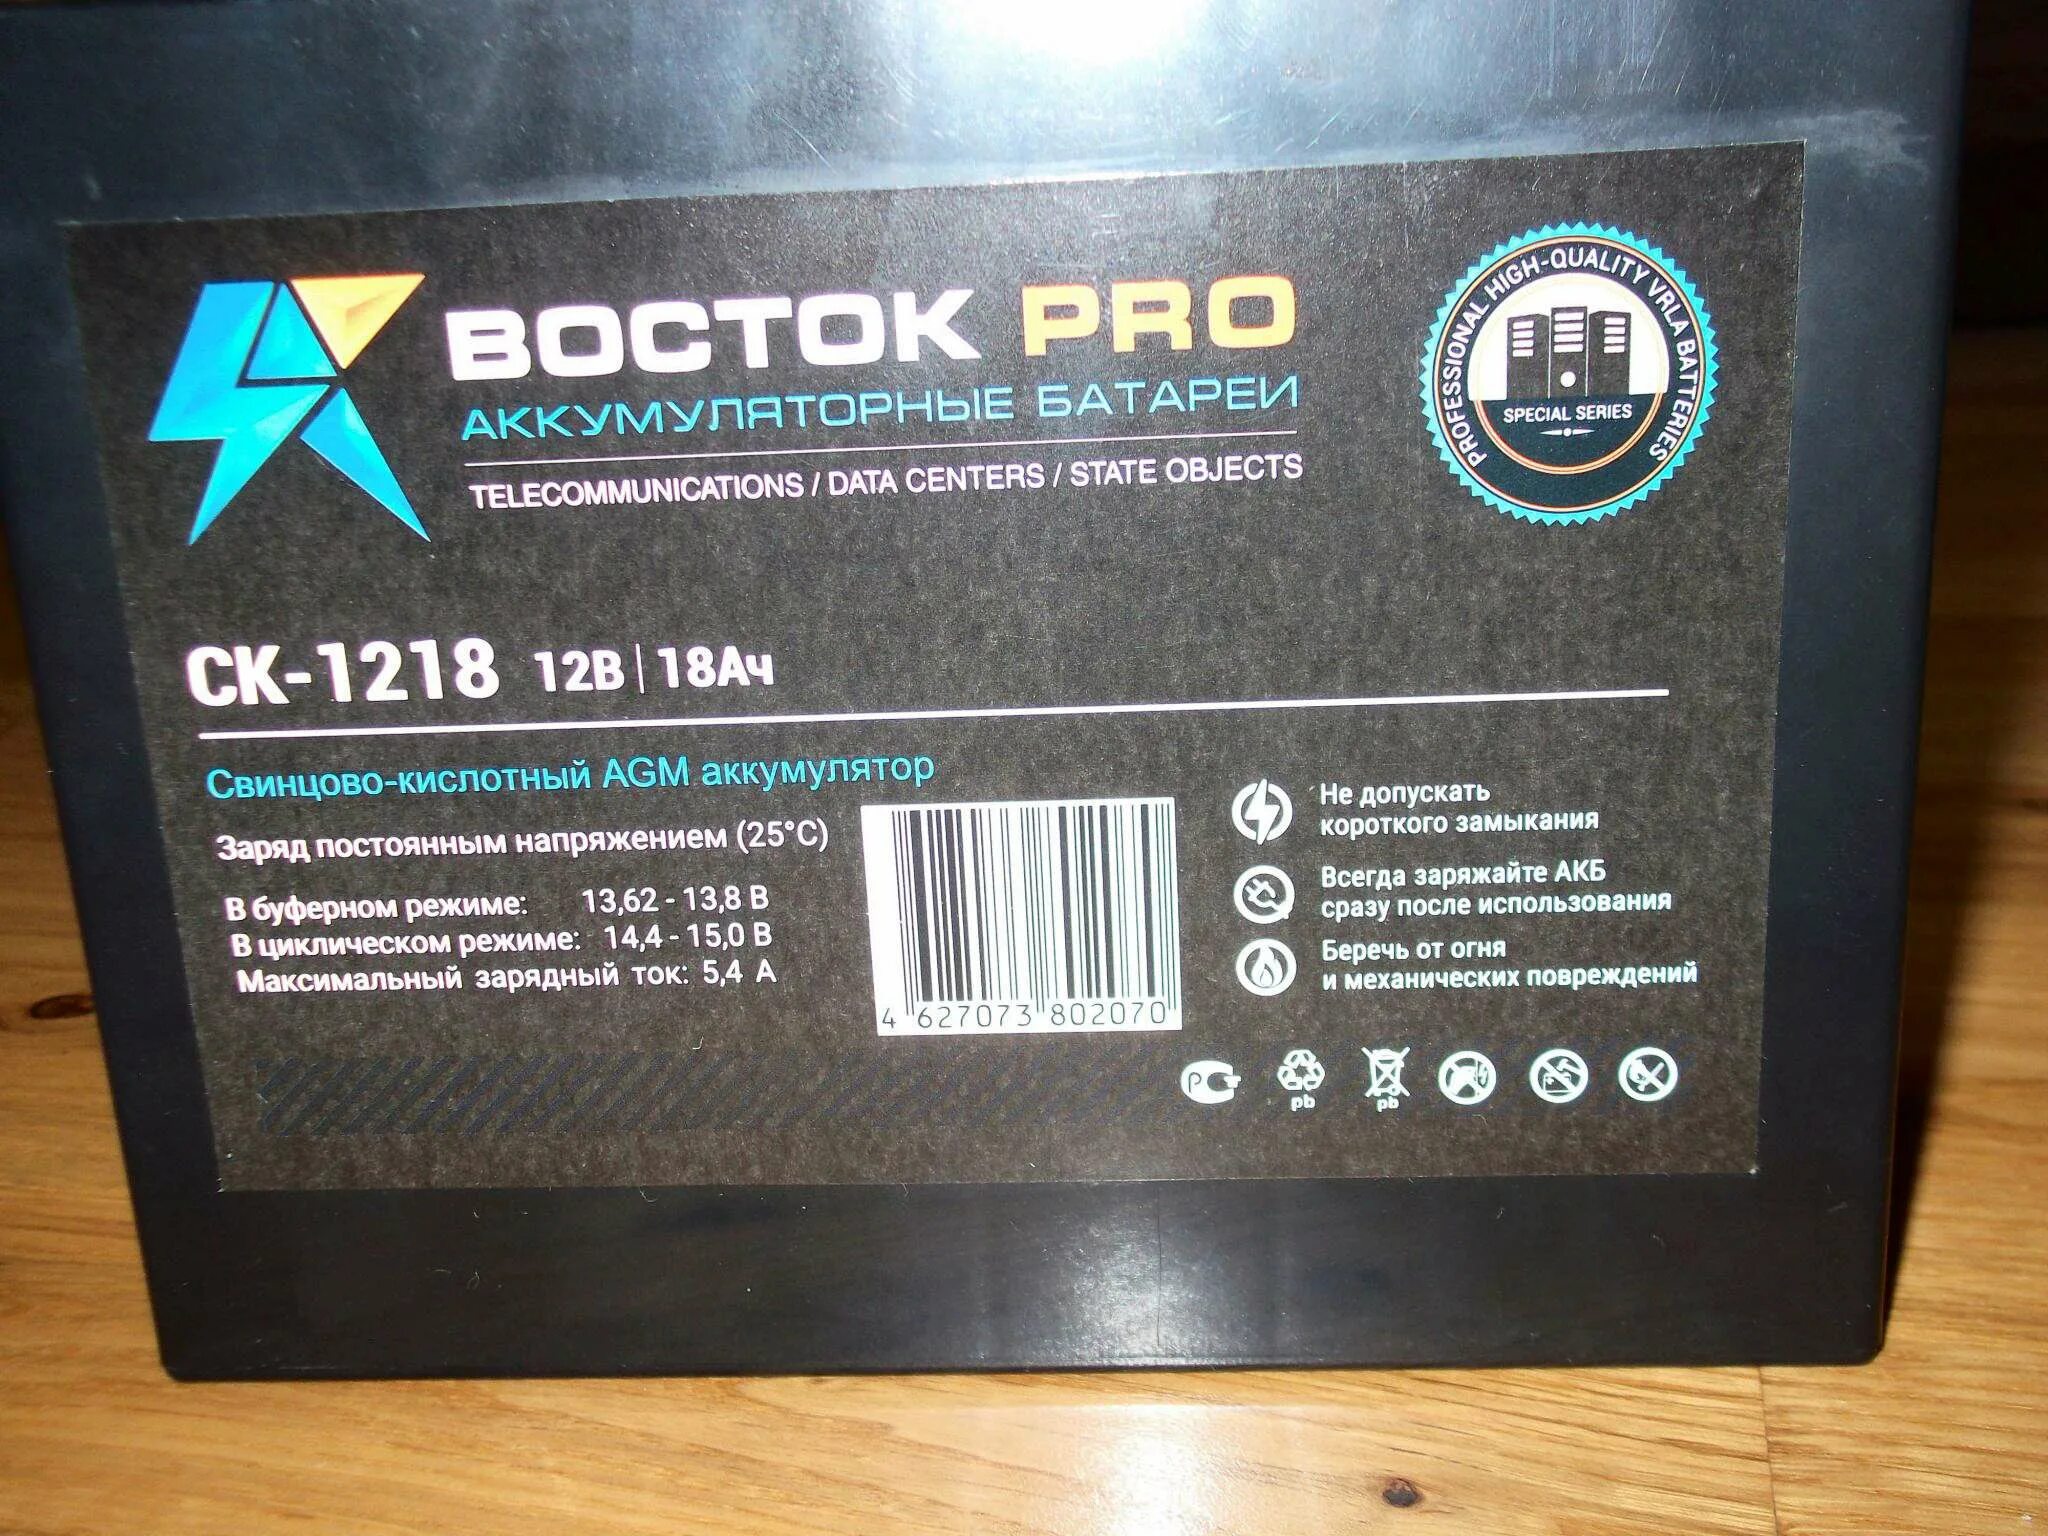 ВОСТОК PRO
АККУМУЛЯТОРНЫЕ БАТАРЕИ
TELECOMMUNICATIONS / DATA CENTERS / STATE OBJECTS
PROFESSIONAL HIGH-QUALITY VRLA BATTERIES
SPECIAL SERIES
СК-1218 12В | 18Ач
Свинцово-кислотный AGM аккумулятор
Заряд постоянным напряжением (25°С)
В буферном режиме: 13,62 - 13,8 В
В циклическом режиме: 14,4 - 15,0 В
Максимальный зарядный ток: 5,4 А
4 627073 802070
Не допускать
короткого замыкания
Всегда заряжайте АКБ
сразу после использования
Беречь от огня
и механических повреждений
pb
pb